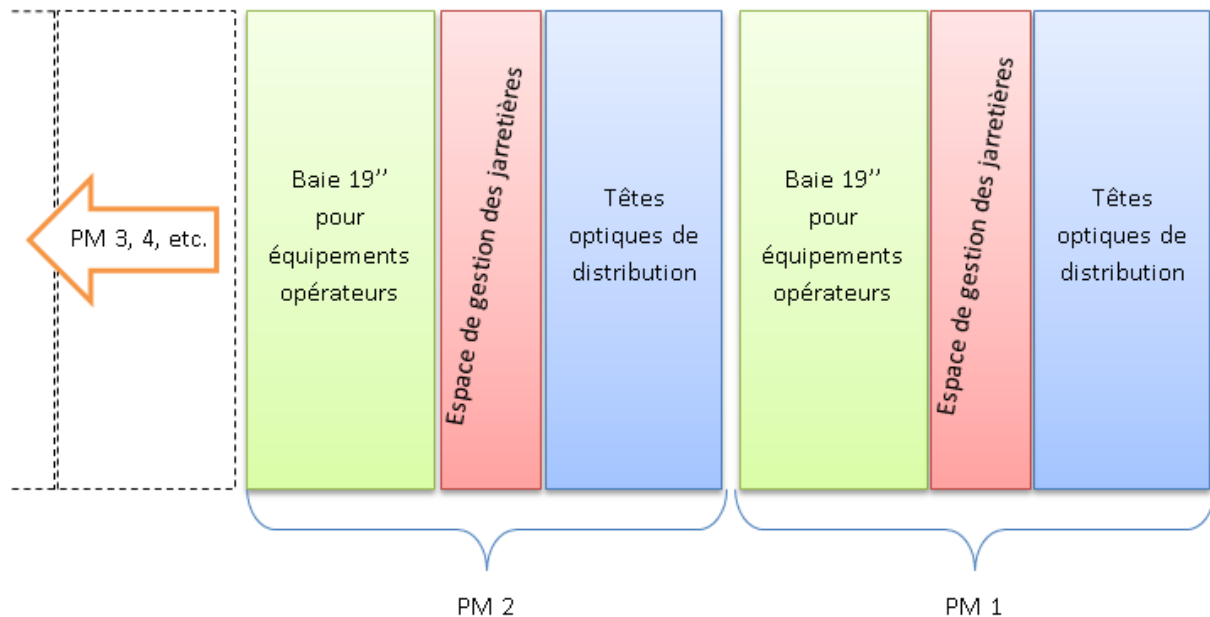 PM 3, 4, etc.
Baie 19’’
pour
équipements
opérateurs
Espace de gestion des jarretières
Têtes
optiques de
distribution
Baie 19’’
pour
équipements
opérateurs
Espace de gestion des jarretières
Têtes
optiques de
distribution
PM 2
PM 1